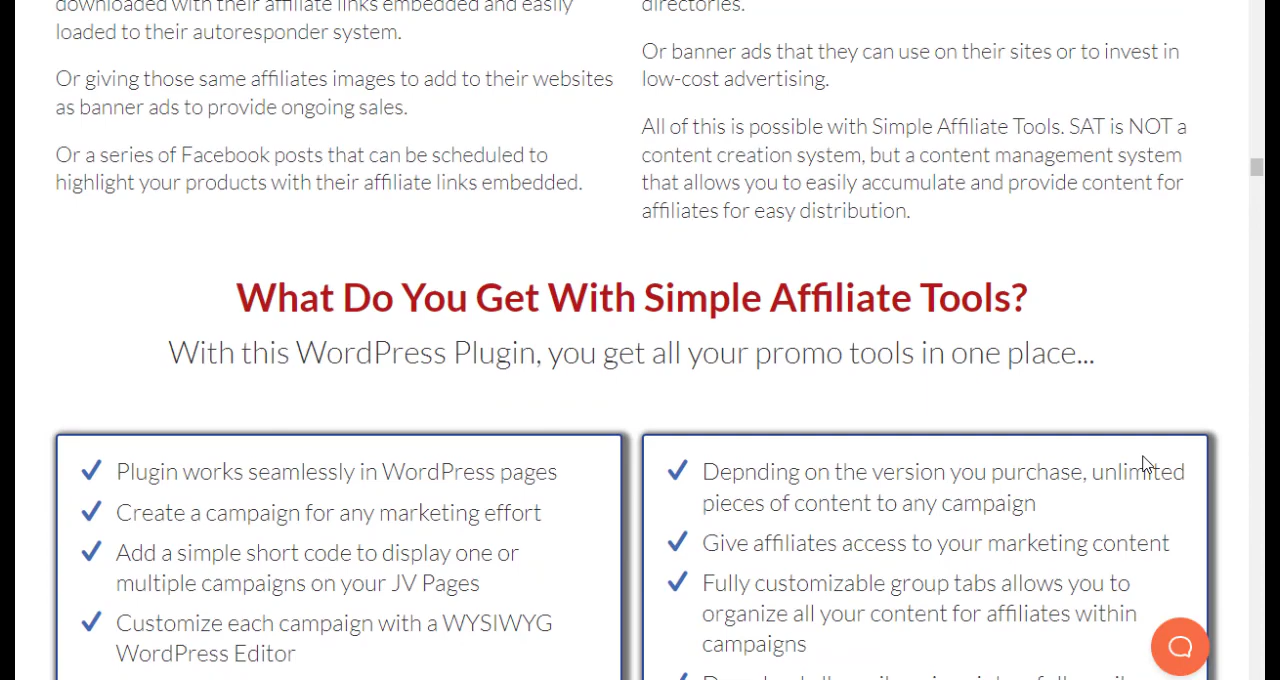 downloaded with their affiliate links embedded and easily
loaded to their autoresponder system.
Or giving those same affiliates images to add to their websites
as banner ads to provide ongoing sales.
Or a series of Facebook posts that can be scheduled to
highlight your products with their affiliate links embedded.
directories.
Or banner ads that they can use on their sites or to invest in
low-cost advertising.
All of this is possible with Simple Affiliate Tools. SAT is NOT a
content creation system, but a content management system
that allows you to easily accumulate and provide content for
affiliates for easy distribution.
What Do You Get With Simple Affiliate Tools?
With this WordPress Plugin, you get all your promo tools in one place...
Plugin works seamlessly in WordPress pages
Create a campaign for any marketing effort
Add a simple short code to display one or
multiple campaigns on your JV Pages
Customize each campaign with a WYSIWYG
WordPress Editor
Depnding on the version you purchase, unlimited
pieces of content to any campaign
Give affiliates access to your marketing content
Fully customizable group tabs allows you to
organize all your content for affiliates within
campaigns